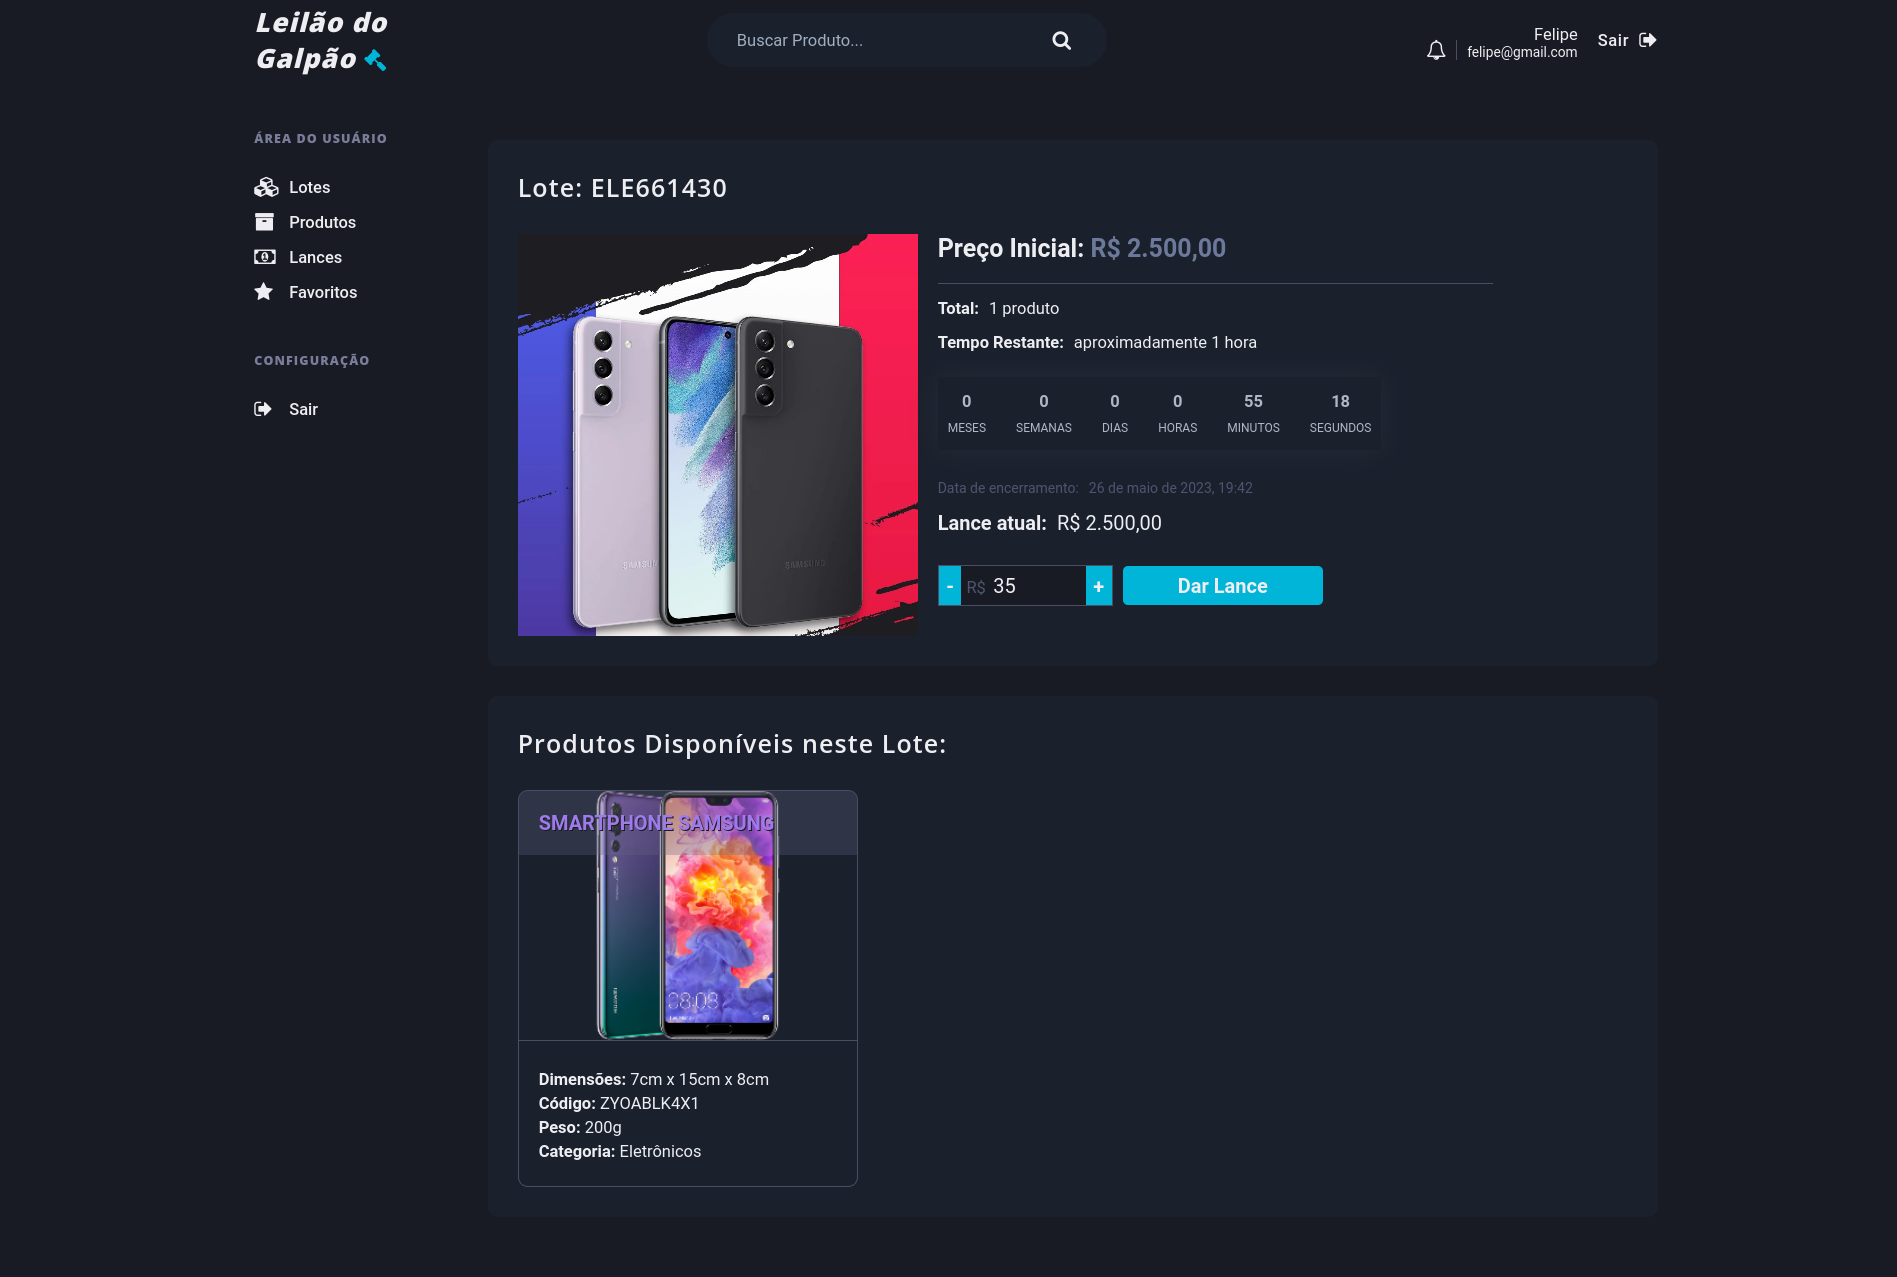 Leilão do
Galpão
Buscar Produto...
Felipe
felipe@gmail.com
Sair
ÁREA DO USUÁRIO
Lotes
Produtos
Lances
Favoritos
CONFIGURAÇÃO
Sair
Lote: ELE661430
SAMSUNG
SAMSUNG
Preço Inicial: R$ 2.500,00
Total: 1 produto
Tempo Restante: aproximadamente 1 hora
0 0 0 0 55 18
MESES SEMANAS DIAS HORAS MINUTOS SEGUNDOS
Data de encerramento: 26 de maio de 2023, 19:42
Lance atual: R$ 2.500,00
- R$ 35 + Dar Lance
Produtos Disponíveis neste Lote:
SMARTPHONE SAMSUNG
08:08
Dimensões: 7cm x 15cm x 8cm
Código: ZYOABLK4X1
Peso: 200g
Categoria: Eletrônicos